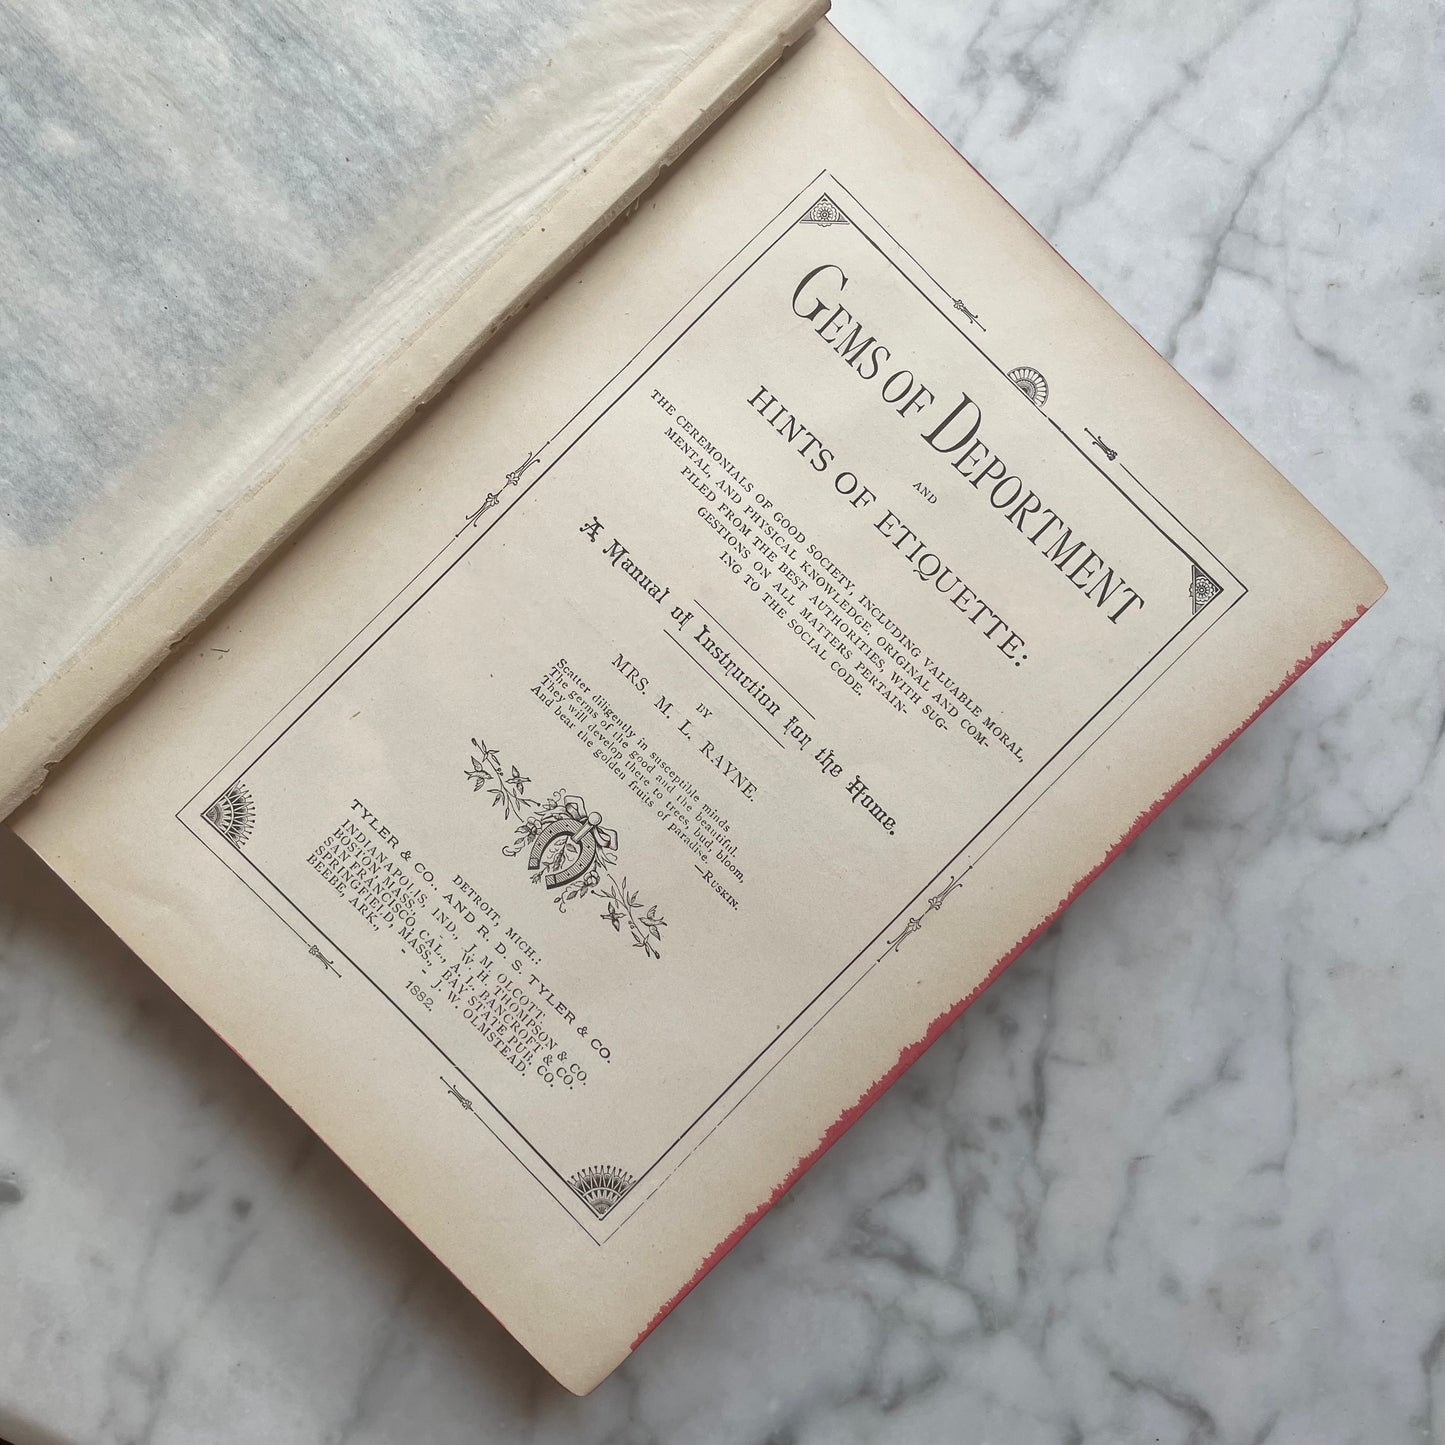 GEMS OF DEPORTMENT
AND
HINTS OF ETIQUETTE:
THE CEREMONIALS OF GOOD SOCIETY, INCLUDING VALUABLE MORAL,
MENTAL, AND PHYSICAL KNOWLEDGE, ORIGINAL AND COM-
PILED FROM THE BEST AUTHORITIES, WITH SUG-
GESTIONS ON ALL MATTERS PERTAIN-
ING TO THE SOCIAL CODE.
A Manual of Instruction for the Home.
BY
MRS. M. L. RAYNE.
Scatter diligently in susceptible minds
The germs of the good and the beautiful.
They will develop there to trees, bud, bloom,
And bear the golden fruits of paradise.
—RUSKIN.
DETROIT, MICH.:
TYLER & CO., AND R. D. S. TYLER & CO.
INDIANAPOLIS, IND., J. M. OLCOTT.
BOSTON, MASS., - W. H. THOMPSON & CO.
SAN FRANCISCO, CAL., A. L. BANCROFT & CO.
SPRINGFIELD, MASS., BAY STATE PUB. CO.
BEEBE, ARK., - - J. W. OLMSTEAD.
1882.